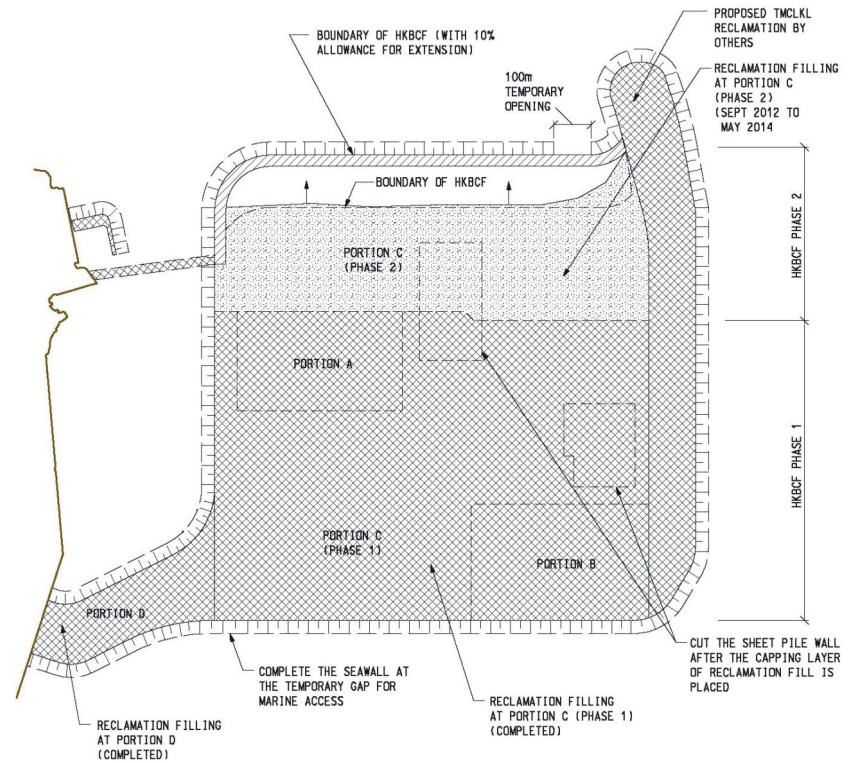 PROPOSED TMCLKL
RECLAMATION BY
OTHERS
BOUNDARY OF HKBCF (WITH 10%
ALLOWANCE FOR EXTENSION)
100m
TEMPORARY
OPENING
RECLAMATION FILLING
AT PORTION C
(PHASE 2)
(SEPT 2012 TO
MAY 2014
BOUNDARY OF HKBCF
PORTION C
(PHASE 2)
HKBCF PHASE 2
PORTION A
HKBCF PHASE 1
PORTION C
(PHASE 1)
PORTION B
PORTION D
CUT THE SHEET PILE WALL
AFTER THE CAPPING LAYER
OF RECLAMATION FILL IS
PLACED
COMPLETE THE SEAWALL AT
THE TEMPORARY GAP FOR
MARINE ACCESS
RECLAMATION FILLING
AT PORTION C (PHASE 1)
(COMPLETED)
RECLAMATION FILLING
AT PORTION D
(COMPLETED)